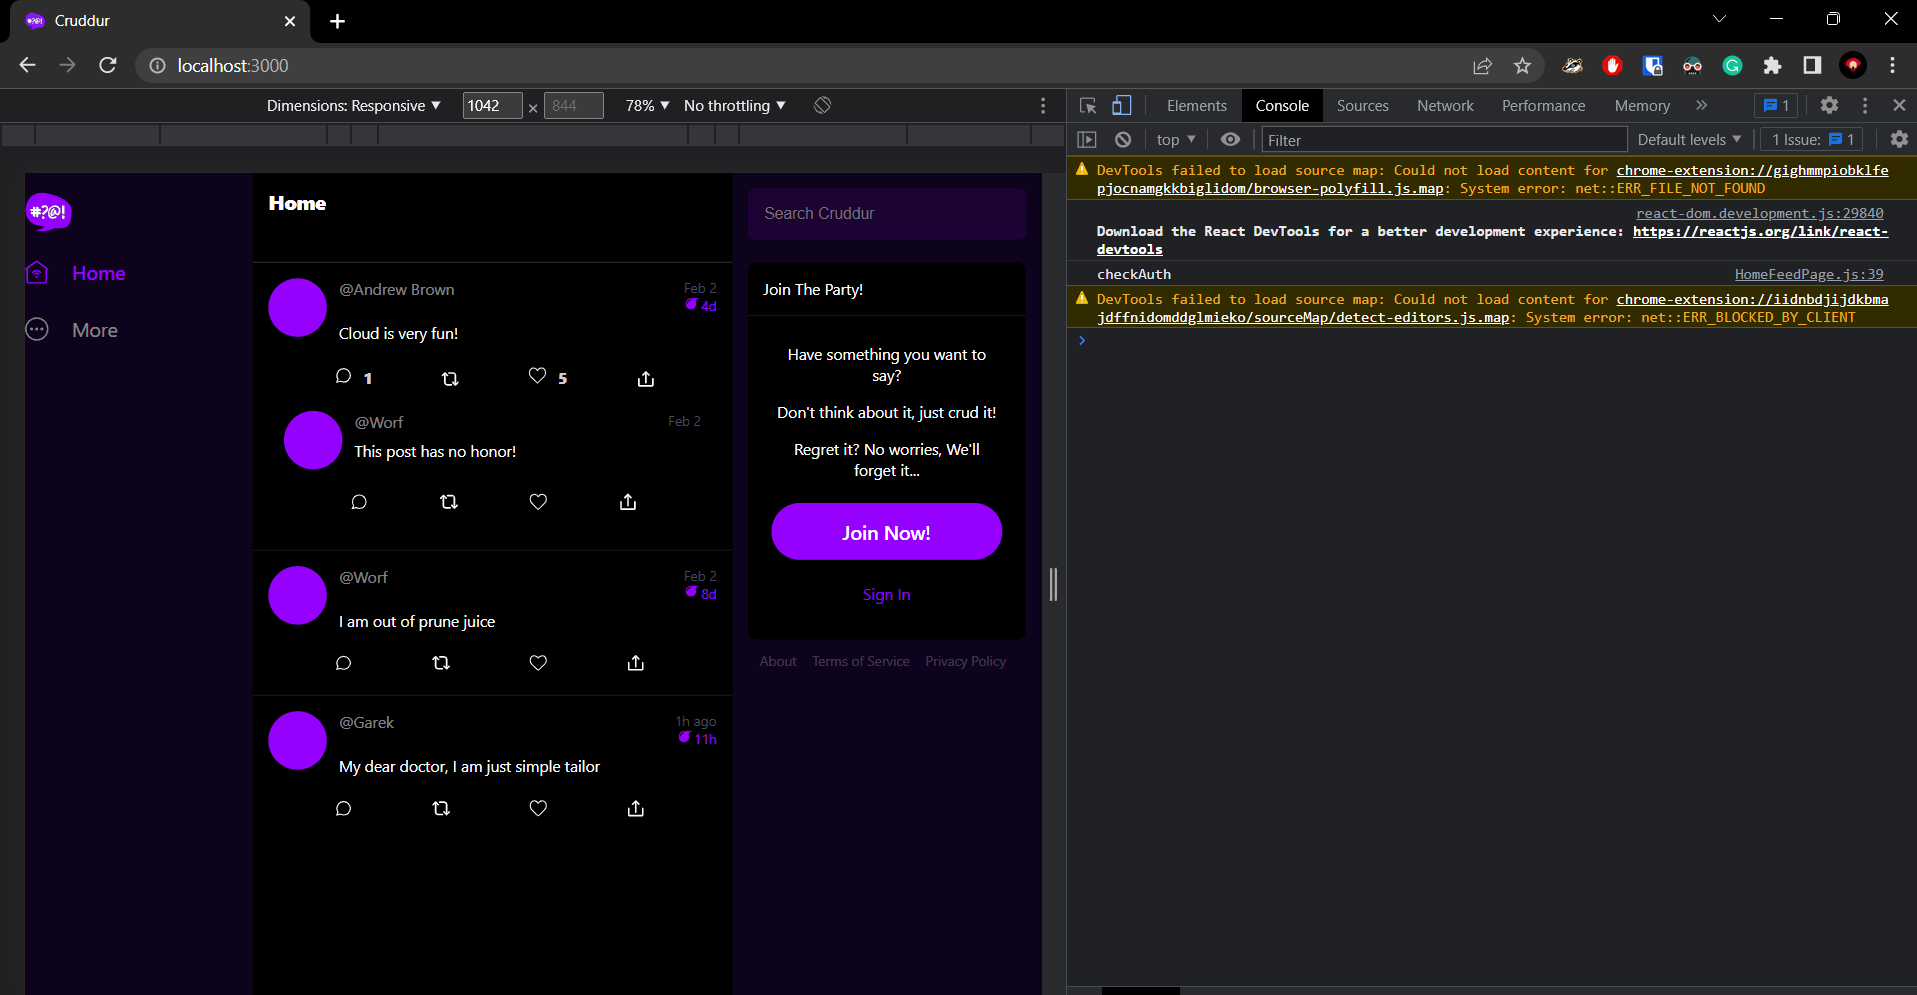 Cruddur
localhost:3000
Dimensions: Responsive ▼ 1042 × 844 78% ▼ No throttling ▼
#?@!
Home
More
Home
@Andrew Brown Feb 2
4d
Cloud is very fun!
1 5
@Worf Feb 2
This post has no honor!
@Worf Feb 2
8d
I am out of prune juice
@Garek 1h ago
11h
My dear doctor, I am just simple tailor
Search Cruddur
Join The Party!
Have something you want to
say?
Don't think about it, just crud it!
Regret it? No worries, We'll
forget it...
Join Now!
Sign In
About Terms of Service Privacy Policy
Elements Console Sources Network Performance Memory » 1
top ▼ Filter Default levels ▼ 1 Issue: 1
DevTools failed to load source map: Could not load content for chrome-extension://gighmmpiobklfe
pjocnamgkkbiglidom/browser-polyfill.js.map: System error: net::ERR_FILE_NOT_FOUND
react-dom.development.js:29840
Download the React DevTools for a better development experience: https://reactjs.org/link/react-
devtools
checkAuth HomeFeedPage.js:39
DevTools failed to load source map: Could not load content for chrome-extension://iidnbdjijdkbma
jdffnidomddglmieko/sourceMap/detect-editors.js.map: System error: net::ERR_BLOCKED_BY_CLIENT